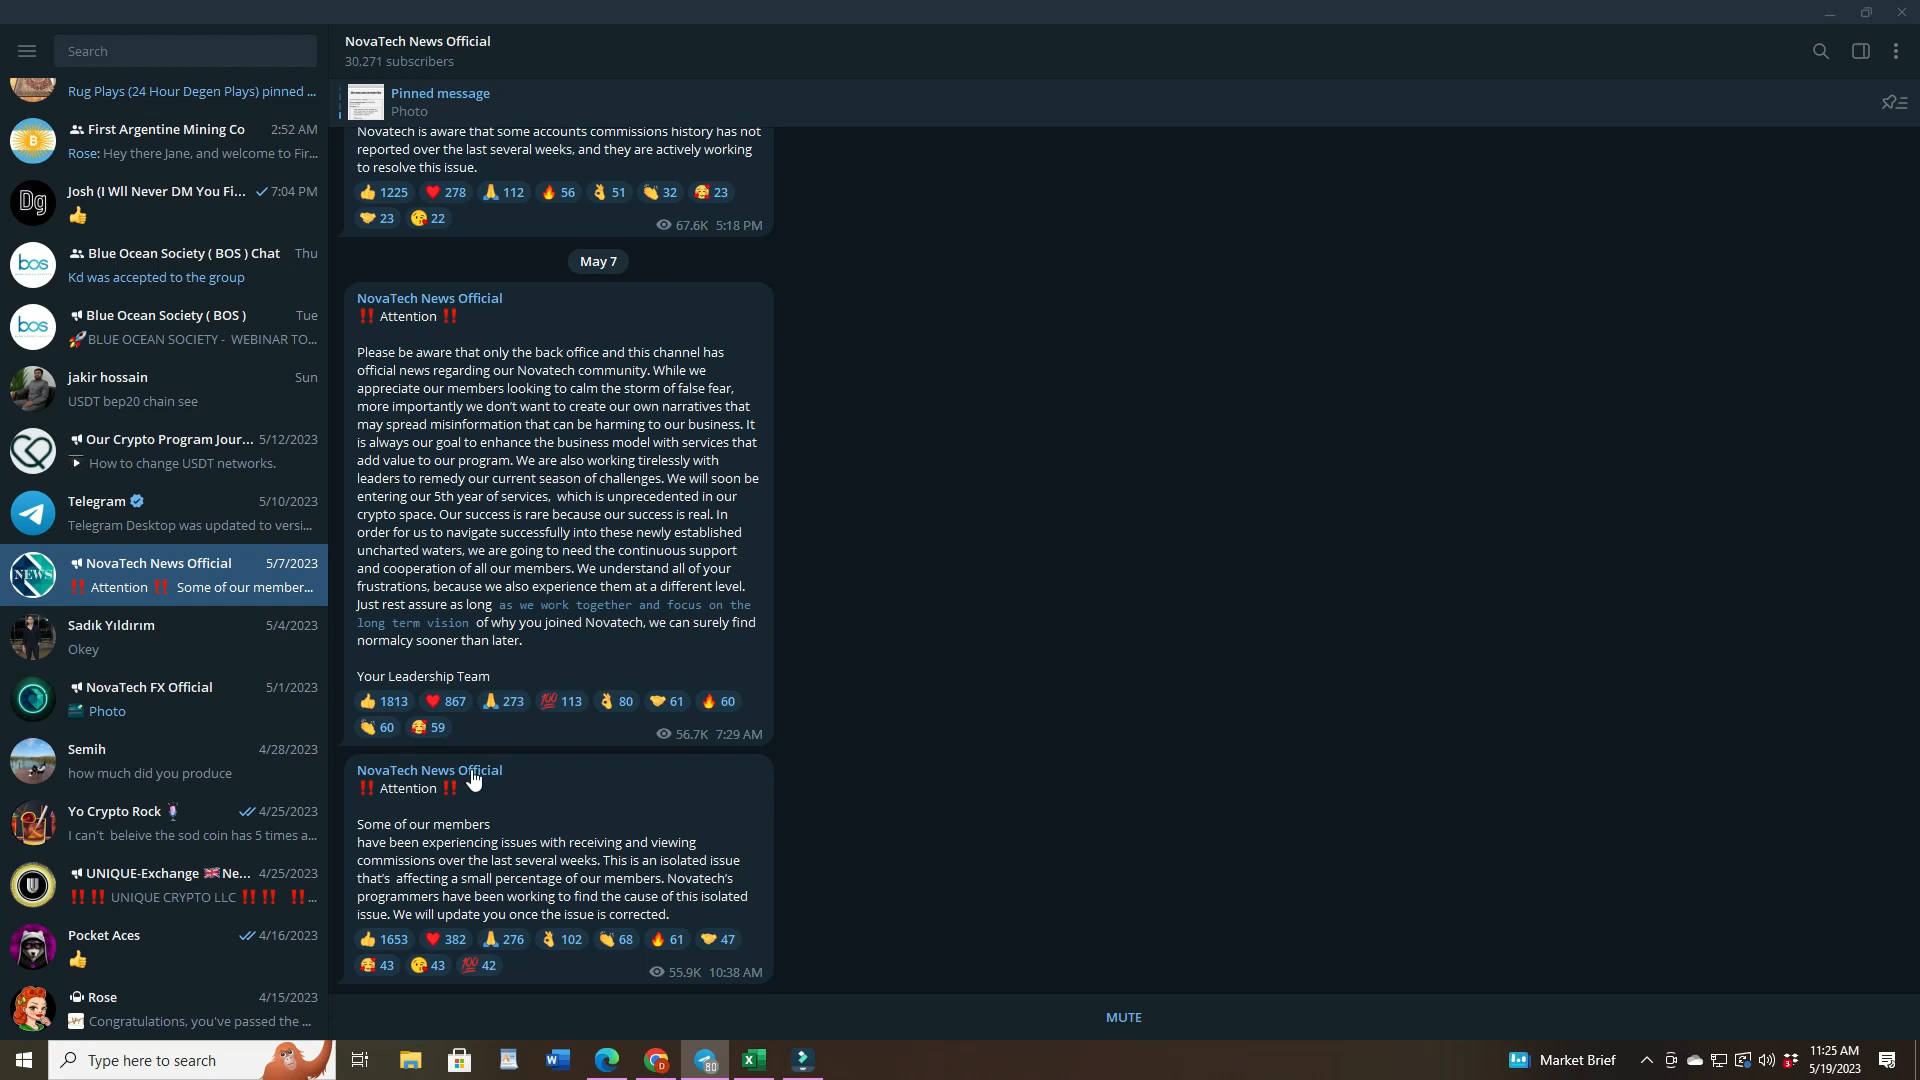 Search
Rug Plays (24 Hour Degen Plays) pinned ...
First Argentine Mining Co 2:52 AM
Rose: Hey there Jane, and welcome to Fir...
Dg
Josh (I Wll Never DM You Fi... 7:04 PM
bos
Blue Ocean Society ( BOS ) Chat Thu
Kd was accepted to the group
bos
Blue Ocean Society ( BOS ) Tue
BLUE OCEAN SOCIETY - WEBINAR TO...
jakir hossain Sun
USDT bep20 chain see
Our Crypto Program Jour... 5/12/2023
How to change USDT networks.
Telegram 5/10/2023
Telegram Desktop was updated to versi...
NEWS
NovaTech News Official 5/7/2023
‼ Attention ‼ Some of our member...
Sadık Yıldırım 5/4/2023
Okey
NovaTech FX Official 5/1/2023
Photo
Semih 4/28/2023
how much did you produce
Yo Crypto Rock 🎙 4/25/2023
I can't beleive the sod coin has 5 times a...
UNIQUE-Exchange 🇬🇧Ne... 4/25/2023
‼ ‼ UNIQUE CRYPTO LLC ‼ ‼ ‼...
Pocket Aces 4/16/2023
👍
Rose 4/15/2023
Congratulations, you've passed the ...
NovaTech News Official
30,271 subscribers
Pinned message
Photo
Novatech is aware that some accounts commissions history has not
reported over the last several weeks, and they are actively working
to resolve this issue.
👍 1225 ❤ 278 🙏 112 🔥 56 👌 51 👏 32 🥰 23
🤝 23 😘 22
67.6K 5:18 PM
May 7
NovaTech News Official
‼ Attention ‼
Please be aware that only the back office and this channel has
official news regarding our Novatech community. While we
appreciate our members looking to calm the storm of false fear,
more importantly we don't want to create our own narratives that
may spread misinformation that can be harming to our business. It
is always our goal to enhance the business model with services that
add value to our program. We are also working tirelessly with
leaders to remedy our current season of challenges. We will soon be
entering our 5th year of services, which is unprecedented in our
crypto space. Our success is rare because our success is real. In
order for us to navigate successfully into these newly established
uncharted waters, we are going to need the continuous support
and cooperation of all our members. We understand all of your
frustrations, because we also experience them at a different level.
Just rest assure as long as we work together and focus on the
long term vision of why you joined Novatech, we can surely find
normalcy sooner than later.
Your Leadership Team
👍 1813 ❤ 867 🙏 273 💯 113 👌 80 🤝 61 🔥 60
👏 60 🥰 59
56.7K 7:29 AM
NovaTech News Official
‼ Attention ‼
Some of our members
have been experiencing issues with receiving and viewing
commissions over the last several weeks. This is an isolated issue
that's affecting a small percentage of our members. Novatech's
programmers have been working to find the cause of this isolated
issue. We will update you once the issue is corrected.
👍 1653 ❤ 382 🙏 276 👌 102 👏 68 🔥 61 🤝 47
🥰 43 😘 43 💯 42
55.9K 10:38 AM
MUTE
Type here to search
80
Market Brief
11:25 AM
5/19/2023